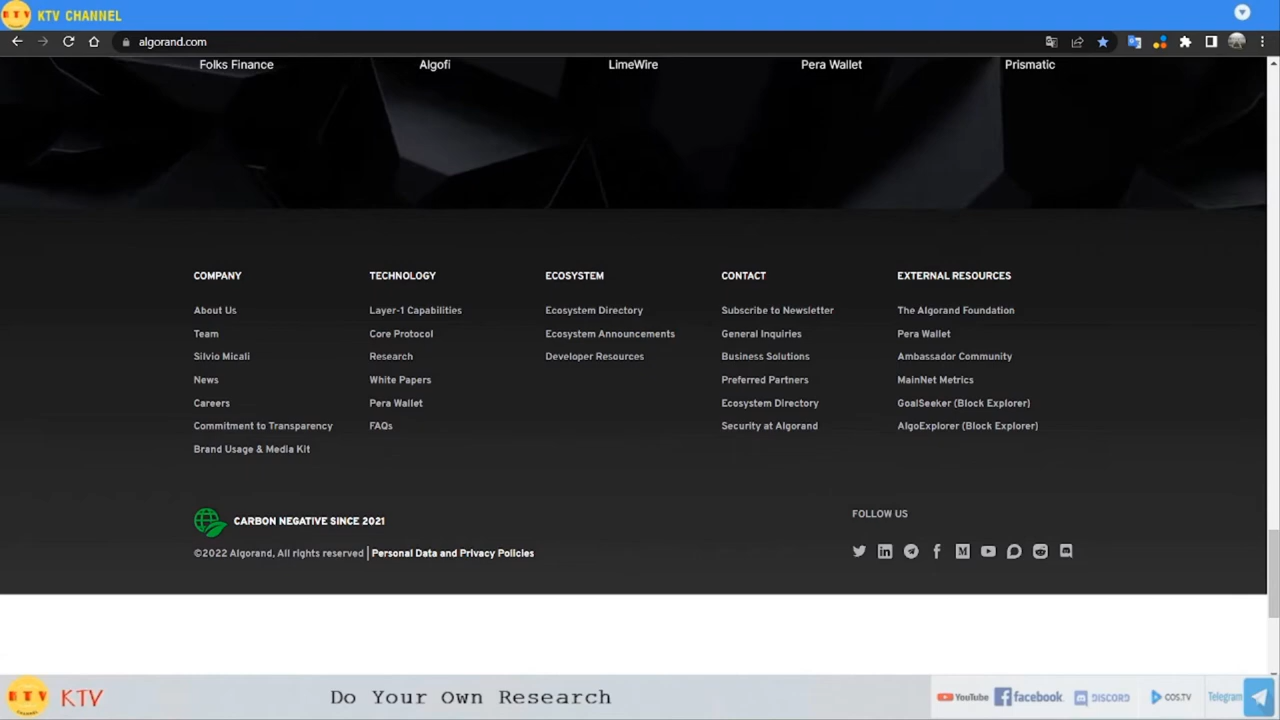 KTV CHANNEL
algorand.com
Folks Finance
Algofi
LimeWire
Pera Wallet
Prismatic
COMPANY
About Us
Team
Silvio Micali
News
Careers
Commitment to Transparency
Brand Usage & Media Kit
TECHNOLOGY
Layer-1 Capabilities
Core Protocol
Research
White Papers
Pera Wallet
FAQs
ECOSYSTEM
Ecosystem Directory
Ecosystem Announcements
Developer Resources
CONTACT
Subscribe to Newsletter
General Inquiries
Business Solutions
Preferred Partners
Ecosystem Directory
Security at Algorand
EXTERNAL RESOURCES
The Algorand Foundation
Pera Wallet
Ambassador Community
MainNet Metrics
GoalSeeker (Block Explorer)
AlgoExplorer (Block Explorer)
CARBON NEGATIVE SINCE 2021
©2022 Algorand, All rights reserved | Personal Data and Privacy Policies
FOLLOW US
KTV
CHANNEL
KTV
Do Your Own Research
YouTube
facebook
DISCORD
COS.TV
Telegram